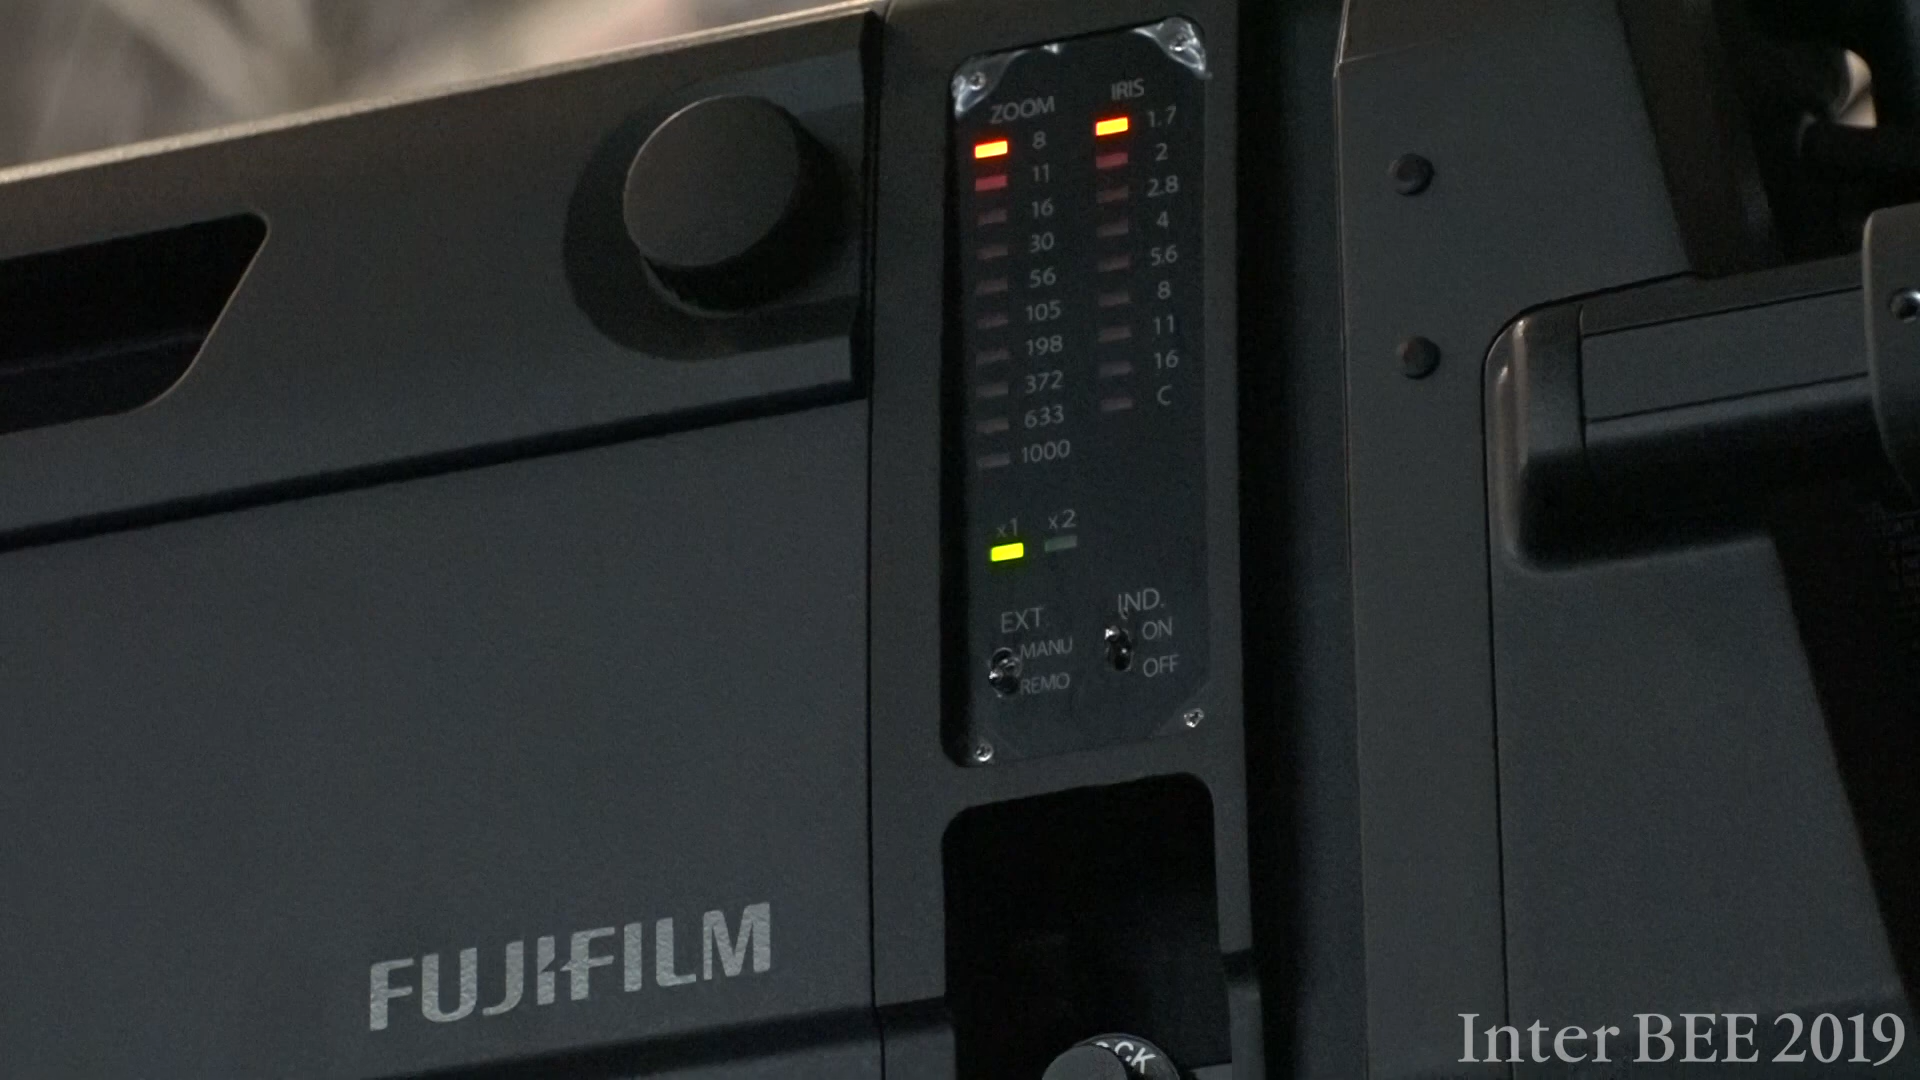 ZOOM
8
11
16
30
56
105
198
372
633
1000
IRIS
1.7
2
2.8
4
5.6
8
11
16
C
x1 x2
EXT.
MANU
REMO
IND.
ON
OFF
FUJIFILM
Inter BEE 2019